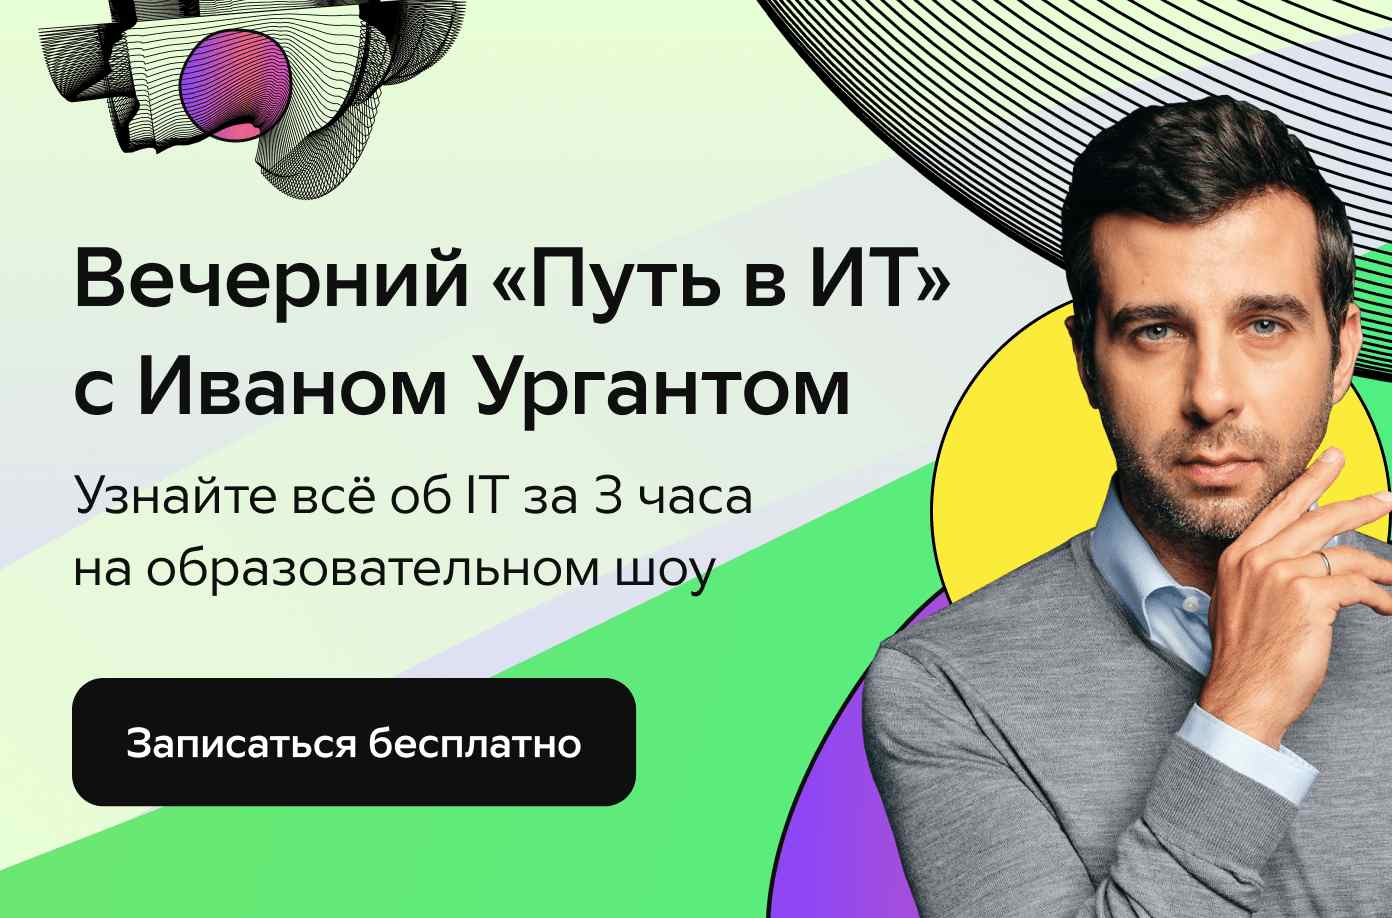 Вечерний «Путь в ИТ»
с Иваном Ургантом
Узнайте всё об IT за 3 часа
на образовательном шоу
Записаться бесплатно